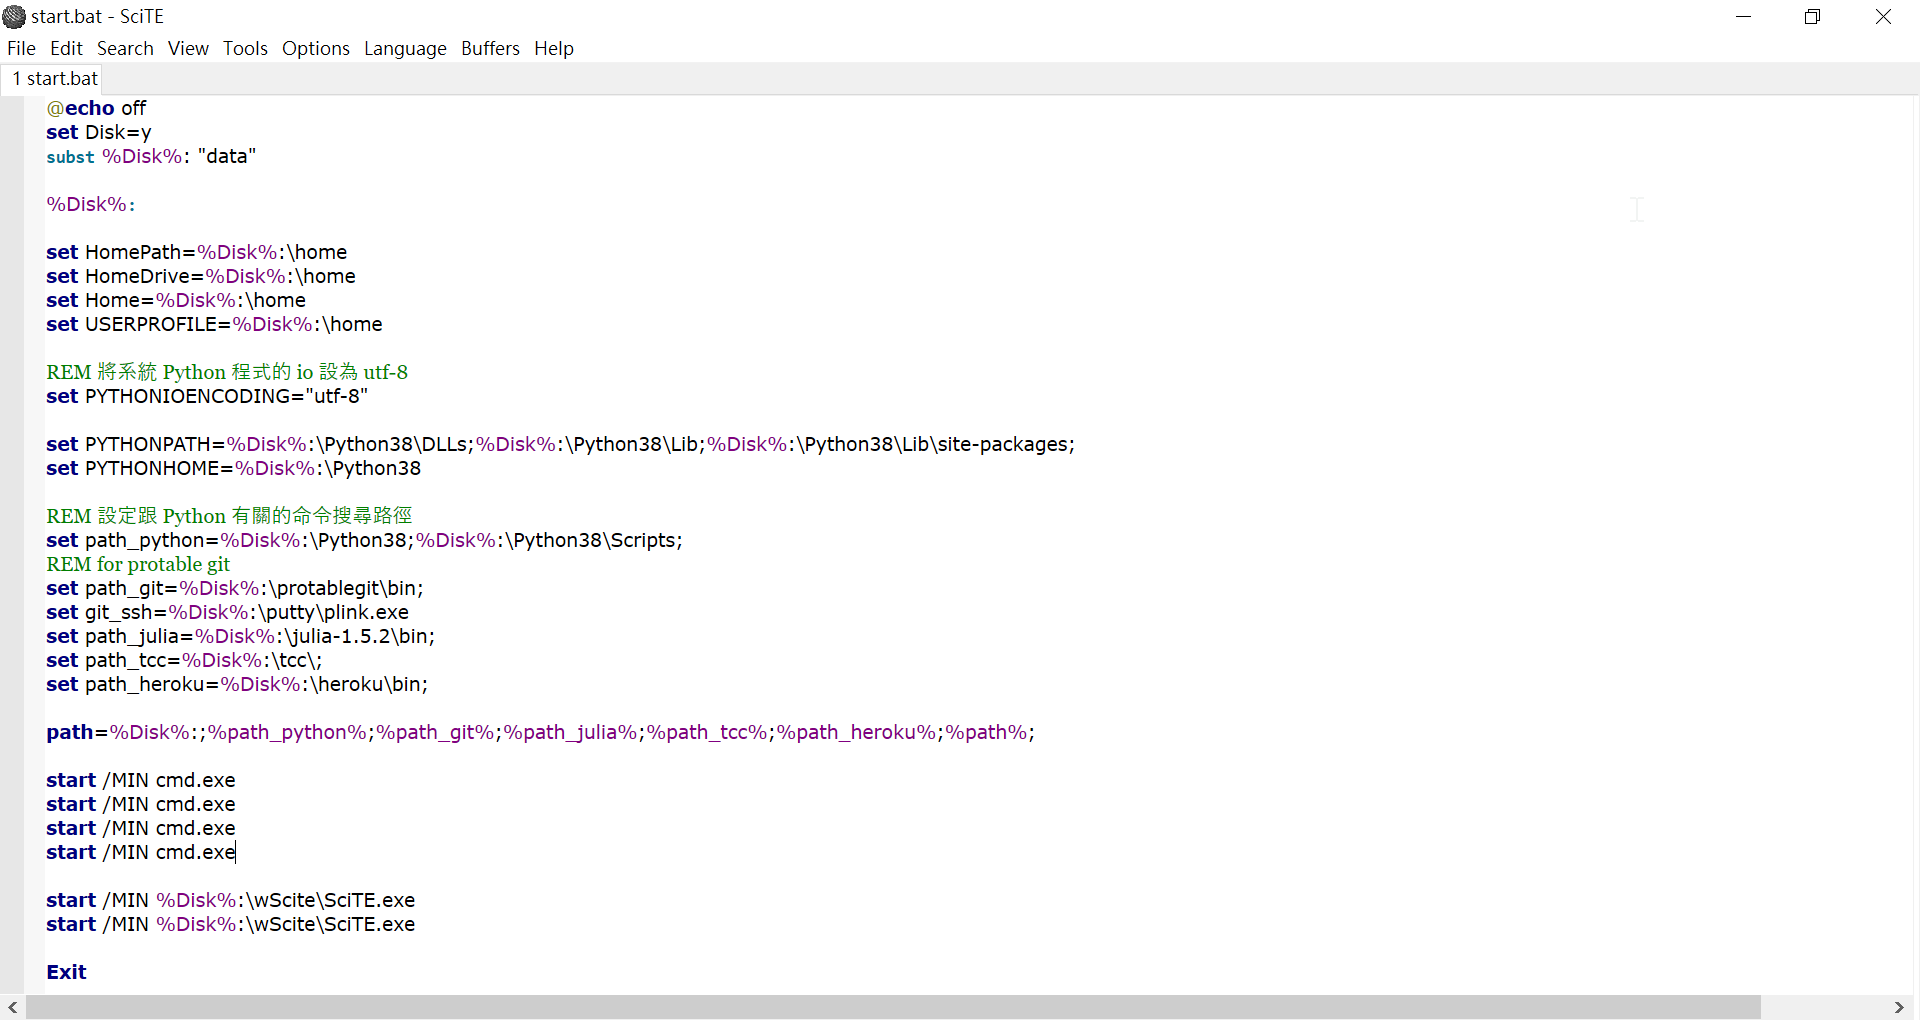 start.bat - SciTE
File Edit Search View Tools Options Language Buffers Help
1 start.bat
@echo off
set Disk=y
subst %Disk%: "data"
%Disk%:
set HomePath=%Disk%:\home
set HomeDrive=%Disk%:\home
set Home=%Disk%:\home
set USERPROFILE=%Disk%:\home
REM 將系統 Python 程式的 io 設為 utf-8
set PYTHONIOENCODING="utf-8"
set PYTHONPATH=%Disk%:\Python38\DLLs;%Disk%:\Python38\Lib;%Disk%:\Python38\Lib\site-packages;
set PYTHONHOME=%Disk%:\Python38
REM 設定跟 Python 有關的命令搜尋路徑
set path_python=%Disk%:\Python38;%Disk%:\Python38\Scripts;
REM for protable git
set path_git=%Disk%:\protablegit\bin;
set git_ssh=%Disk%:\putty\plink.exe
set path_julia=%Disk%:\julia-1.5.2\bin;
set path_tcc=%Disk%:\tcc\;
set path_heroku=%Disk%:\heroku\bin;
path=%Disk%:;%path_python%;%path_git%;%path_julia%;%path_tcc%;%path_heroku%;%path%;
start /MIN cmd.exe
start /MIN cmd.exe
start /MIN cmd.exe
start /MIN cmd.exe
start /MIN %Disk%:\wScite\SciTE.exe
start /MIN %Disk%:\wScite\SciTE.exe
Exit